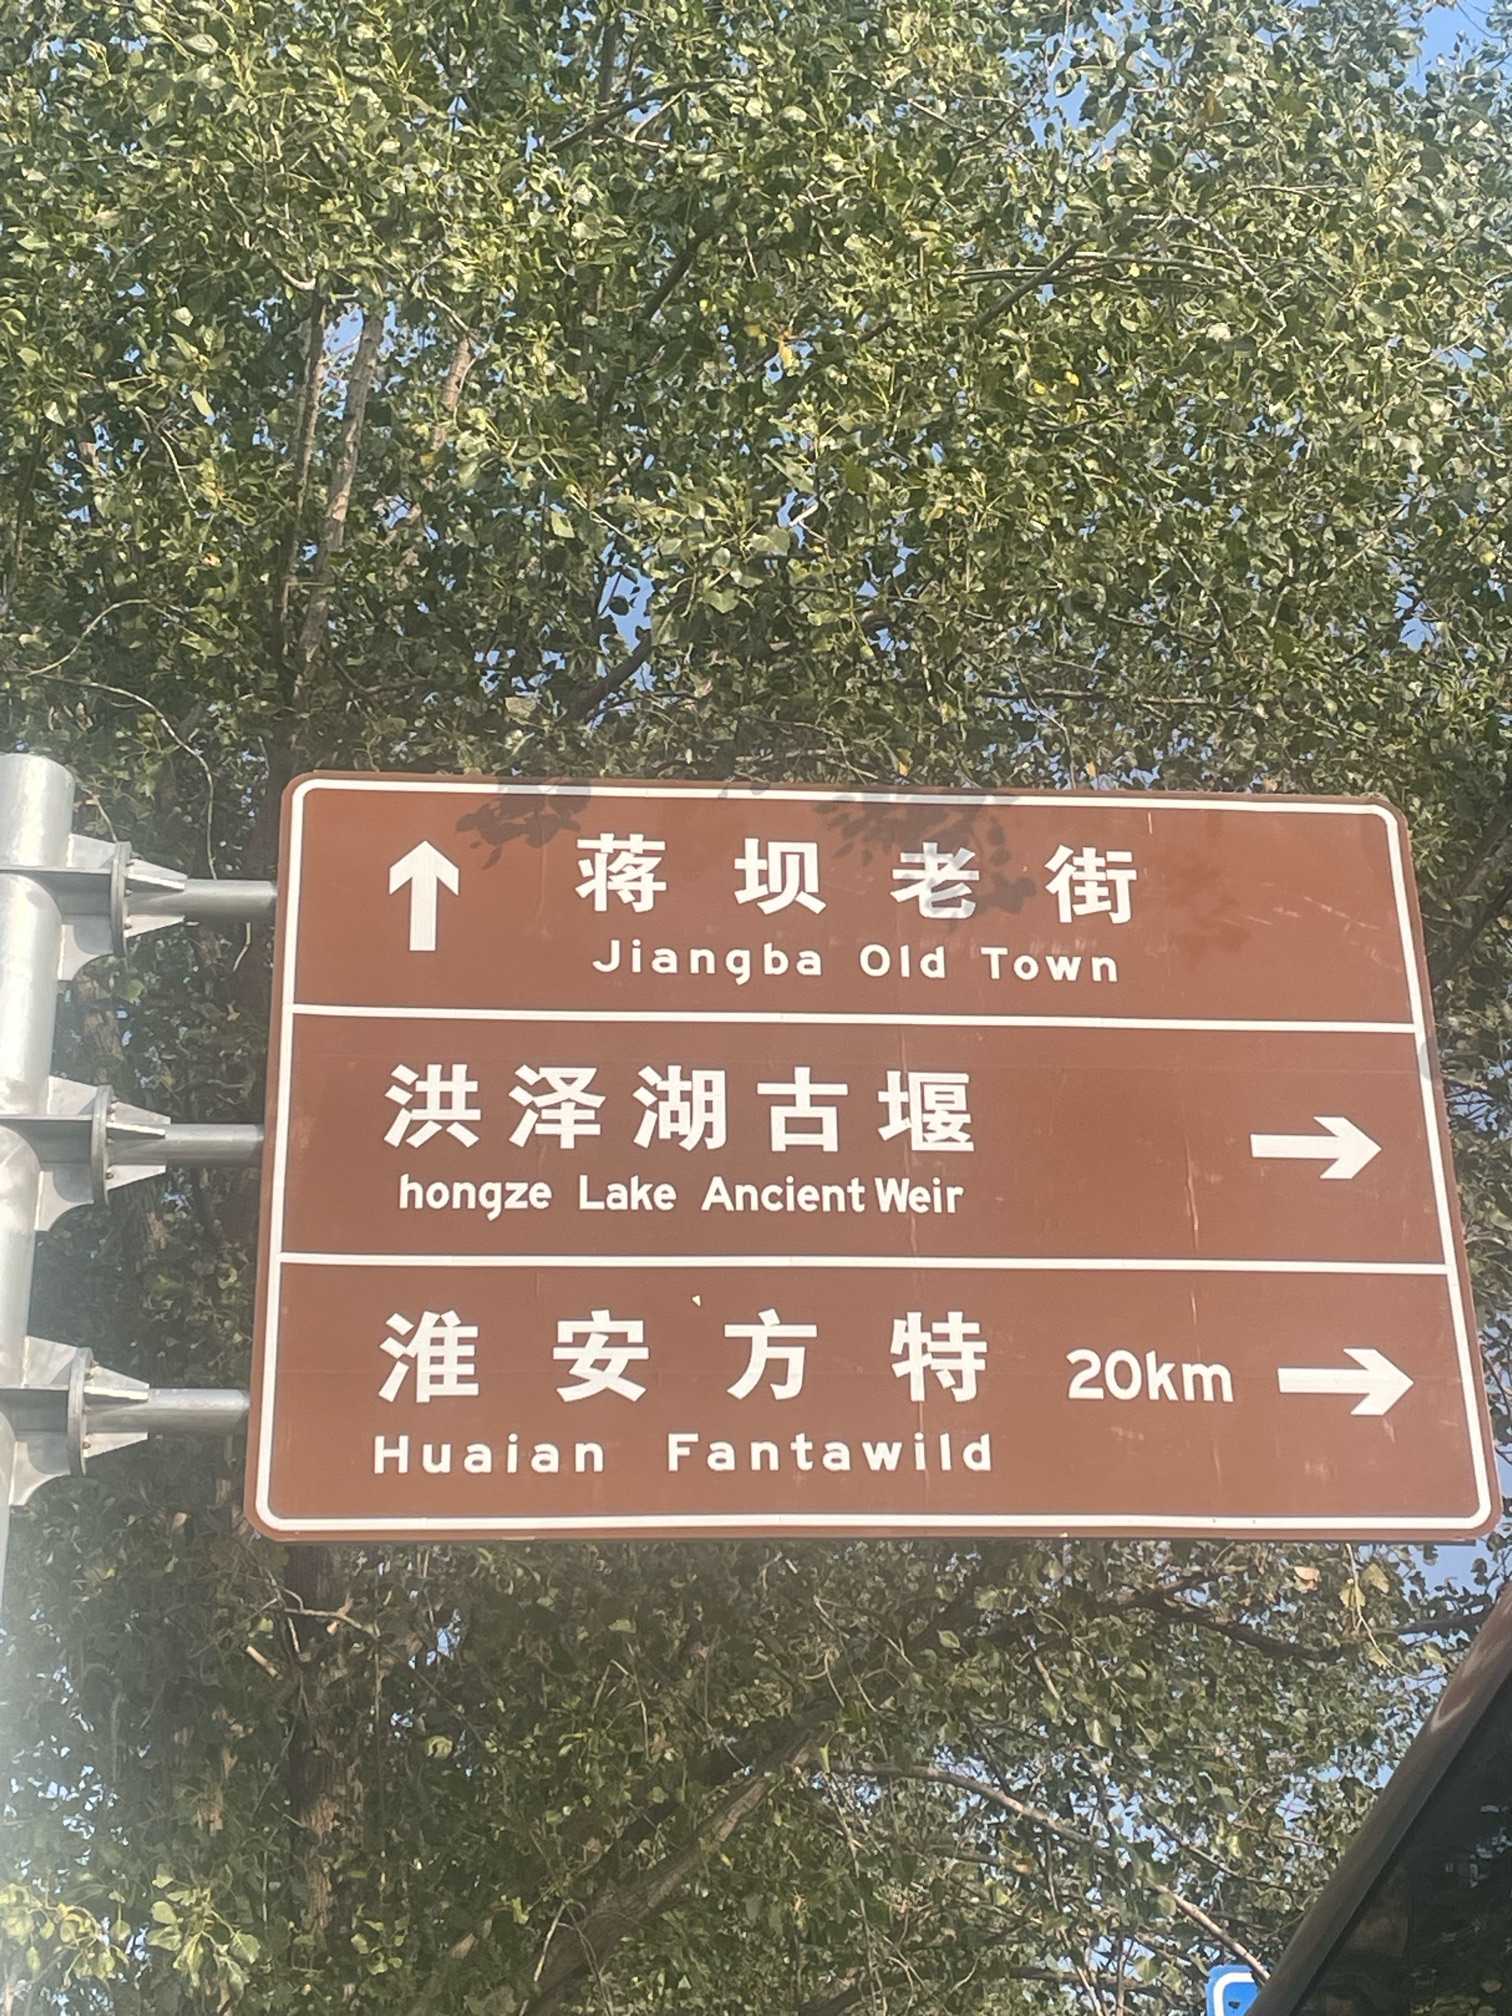 蒋坝老街
Jiangba Old Town
洪泽湖古堰
hongze Lake Ancient Weir
淮安方特 20km
Huaian Fantawild